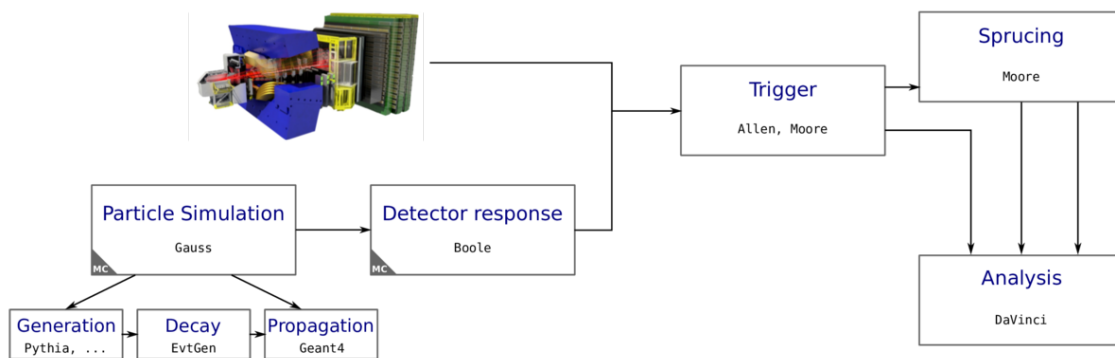 Sprucing
Moore
Trigger
Allen, Moore
Particle Simulation
Gauss
MC
Detector response
Boole
MC
Analysis
DaVinci
Generation
Pythia, ...
Decay
EvtGen
Propagation
Geant4